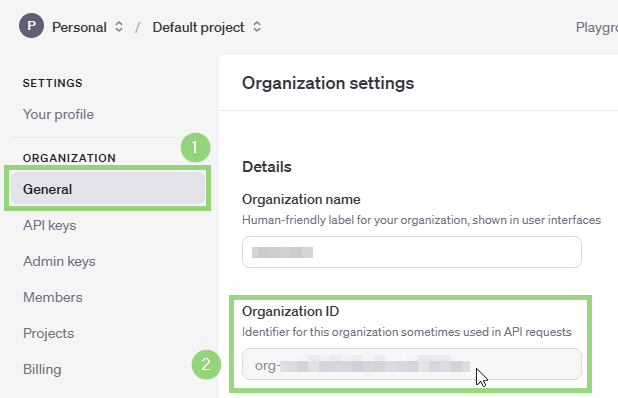 P Personal / Default project Playgro
SETTINGS
Your profile
ORGANIZATION
1
General
API keys
Admin keys
Members
Projects
Billing
Organization settings
Details
Organization name
Human-friendly label for your organization, shown in user interfaces
Organization ID
Identifier for this organization sometimes used in API requests
2
org-